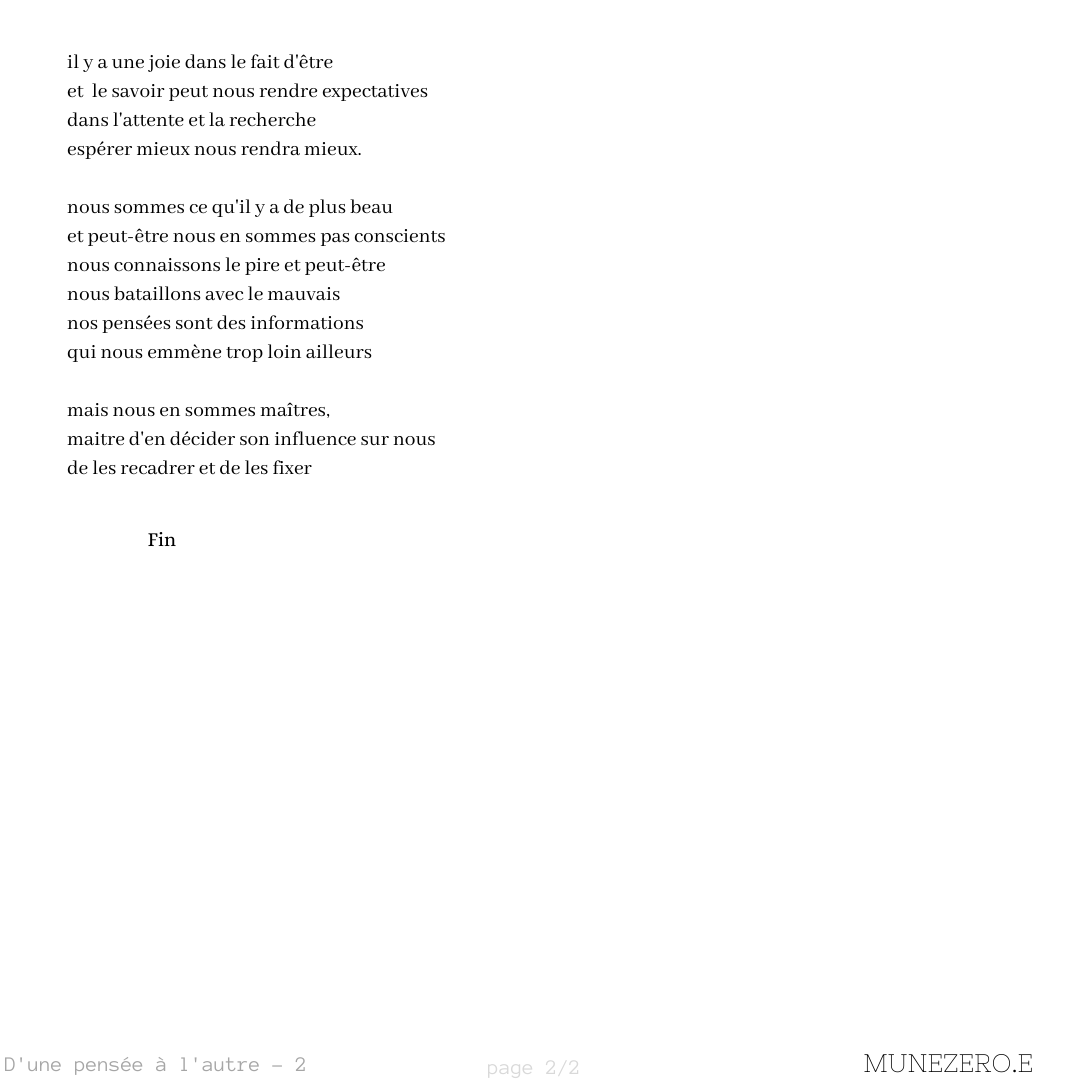 il y a une joie dans le fait d'être
et  le savoir peut nous rendre expectatives
dans l'attente et la recherche
espérer mieux nous rendra mieux.

nous sommes ce qu'il y a de plus beau
et peut-être nous en sommes pas conscients
nous connaissons le pire et peut-être
nous bataillons avec le mauvais
nos pensées sont des informations
qui nous emmène trop loin ailleurs

mais nous en sommes maîtres,
maitre d'en décider son influence sur nous
de les recadrer et de les fixer

Fin

D'une pensée à l'autre – 2
page 2/2
MUNEZERO.E